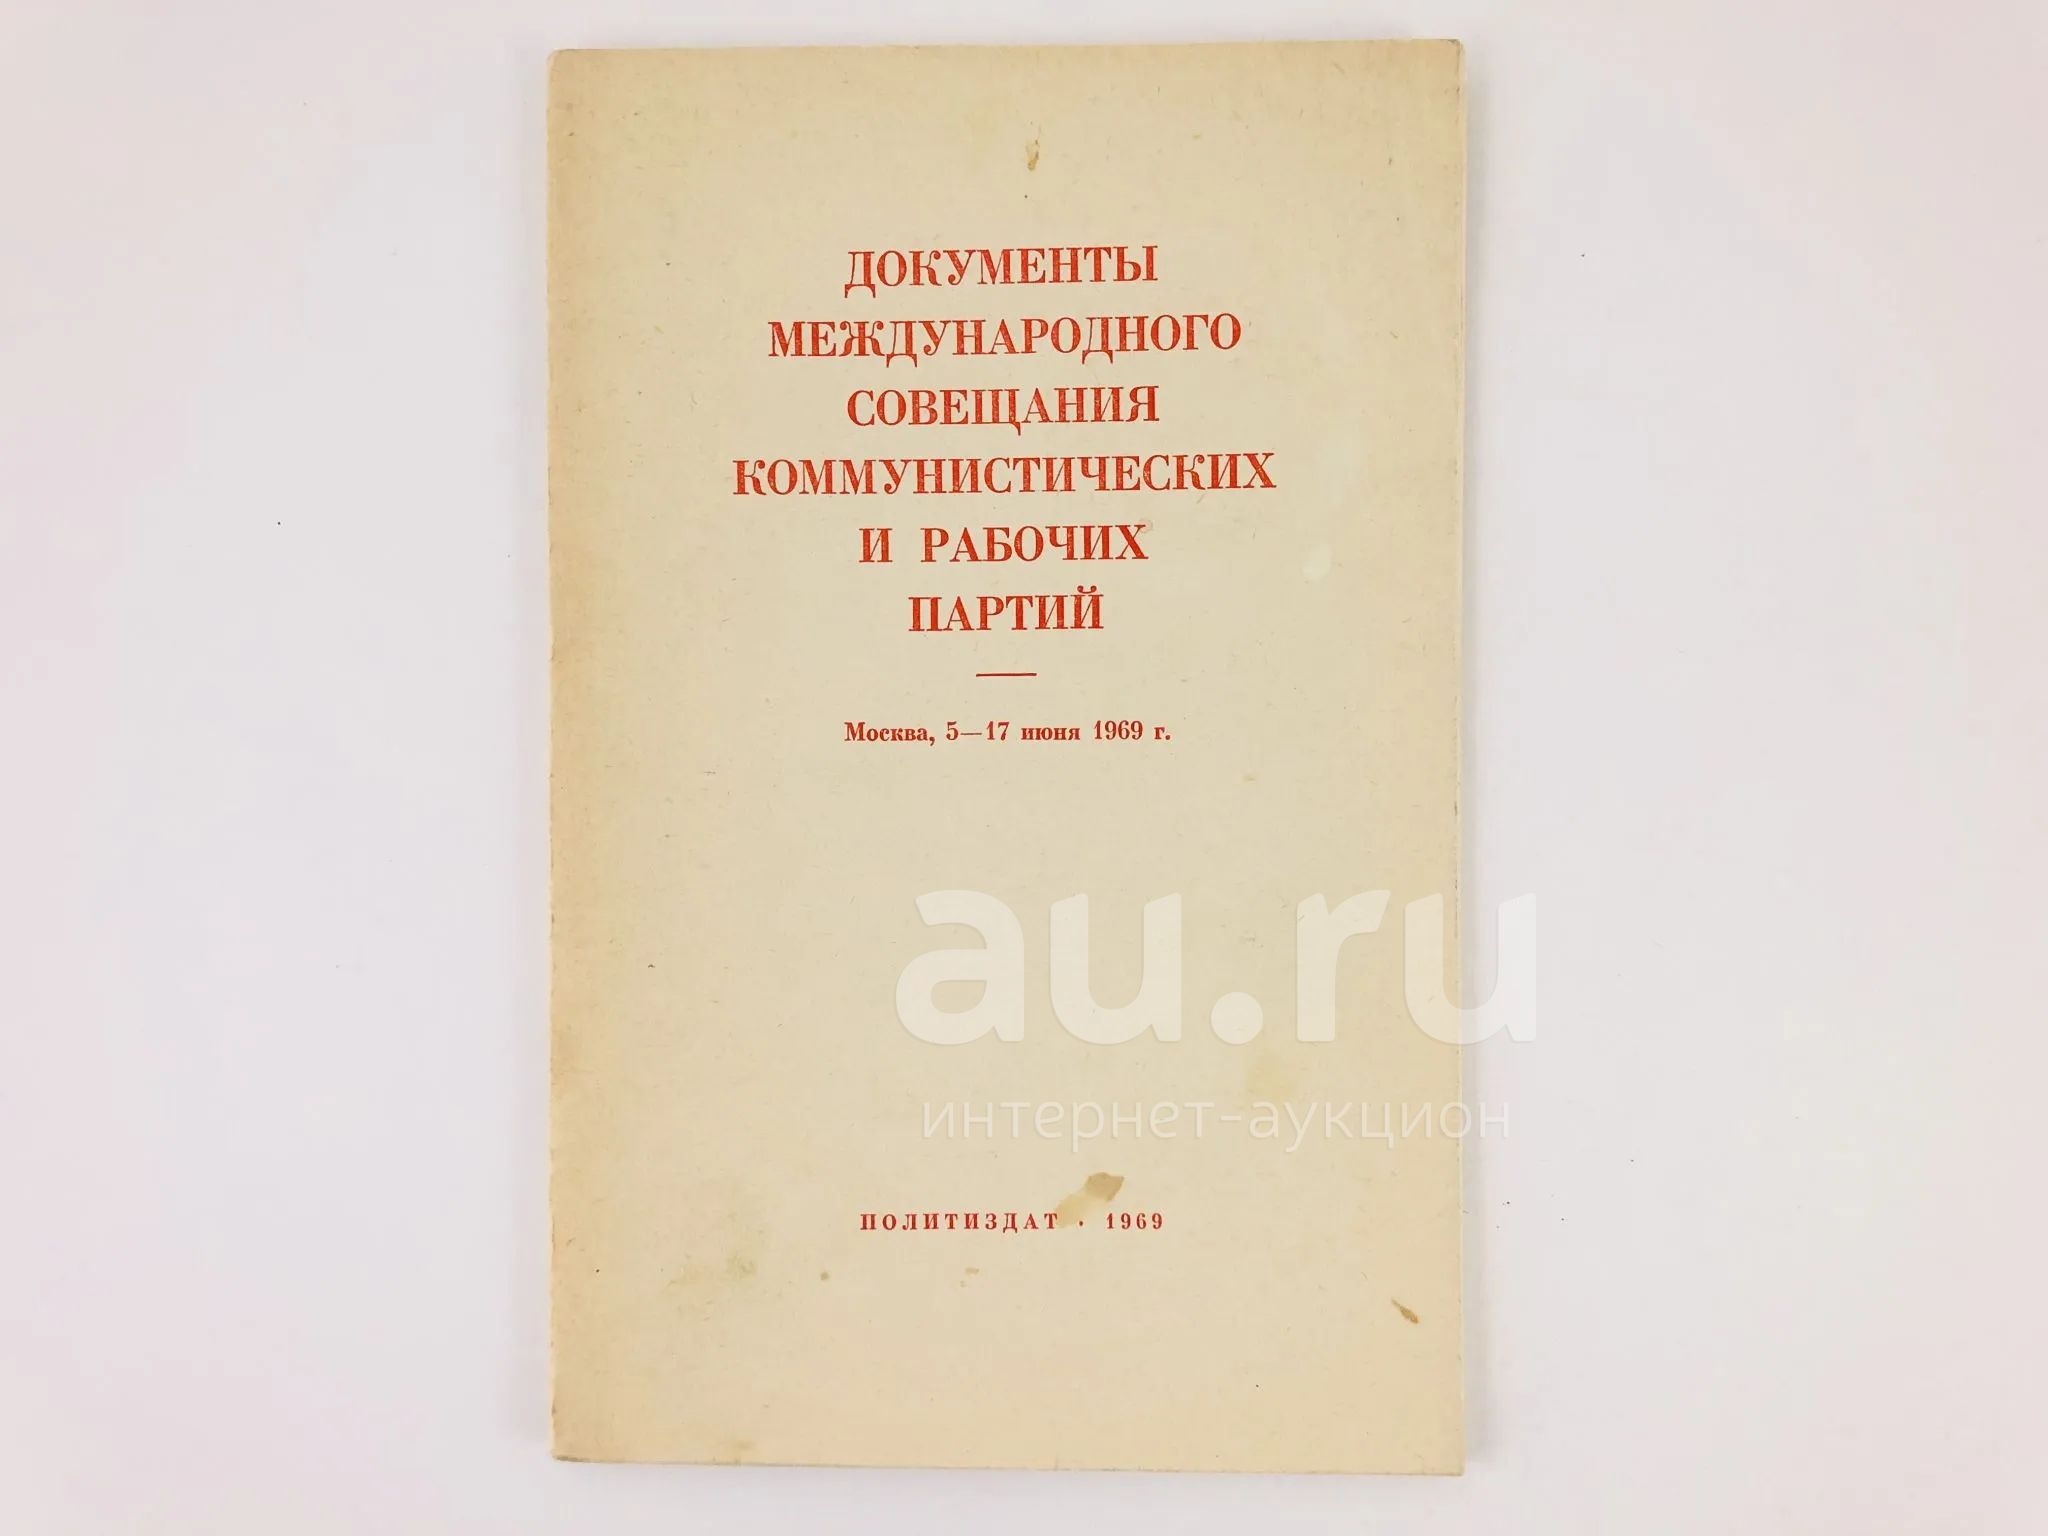 ДОКУМЕНТЫ
МЕЖДУНАРОДНОГО
СОВЕЩАНИЯ
КОММУНИСТИЧЕСКИХ
И РАБОЧИХ
ПАРТИЙ
Москва, 5—17 июня 1969 г.
au.ru
интернет-аукцион
ПОЛИТИЗДАТ · 1969